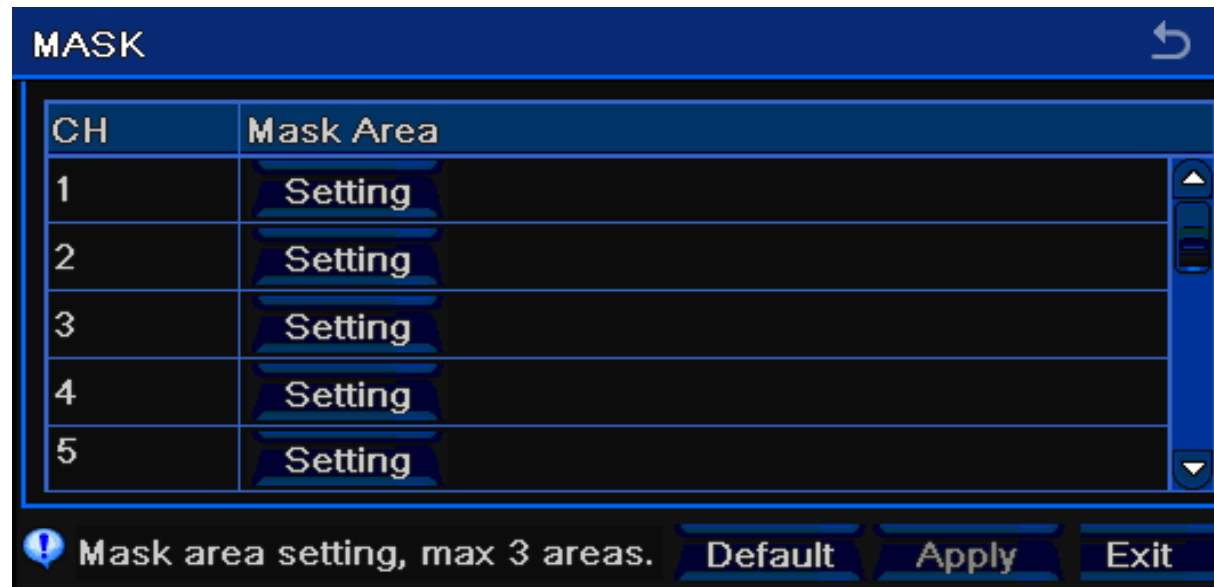 MASK
CH Mask Area
1 Setting
2 Setting
3 Setting
4 Setting
5 Setting
Mask area setting, max 3 areas. Default Apply Exit